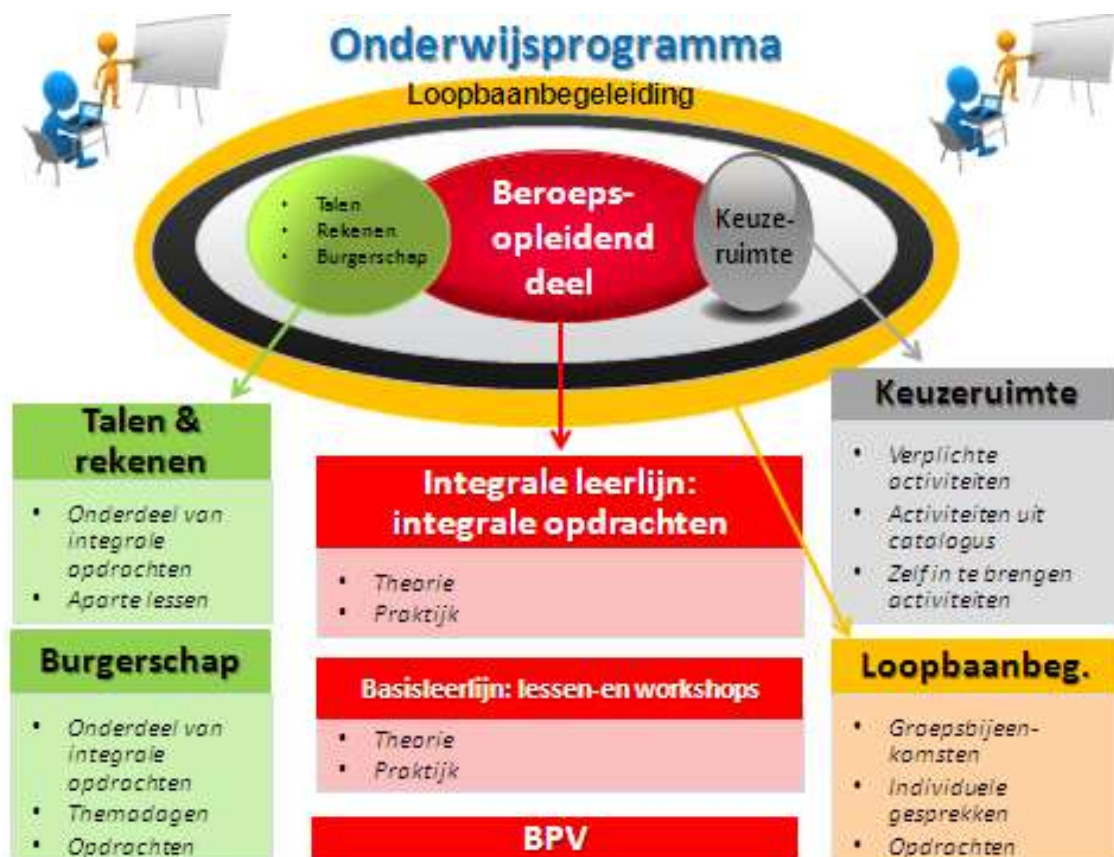 Onderwijsprogramma
Loopbaanbegeleiding
• Talen
• Rekenen
• Burgerschap
Beroeps-
opleidend
deel
Keuze-
ruimte
Talen &
rekenen
• Onderdeel van
integrale
opdrachten
• Aparte lessen
Burgerschap
• Onderdeel van
integrale
opdrachten
• Themadagen
• Opdrachten
Integrale leerlijn:
integrale opdrachten
• Theorie
• Praktijk
Basisleerlijn: lessen-en workshops
• Theorie
• Praktijk
BPV
Keuzeruimte
• Verplichte
activiteiten
• Activiteiten uit
catalogus
• Zelf in te brengen
activiteiten
Loopbaanbeg.
• Groepsbijeen-
komsten
• Individuele
gesprekken
• Opdrachten